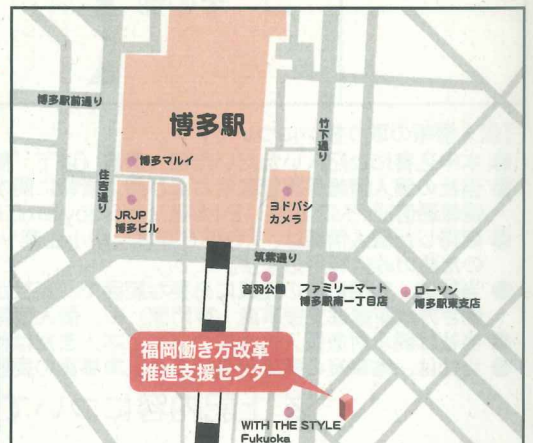 博多駅前通り
博多駅
竹下通り
博多マルイ
住吉通り
JRJP
博多ビル
ヨドバシ
カメラ
筑紫通り
音羽公園
ファミリーマート
博多駅南一丁目店
ローソン
博多駅東支店
福岡働き方改革
推進支援センター
WITH THE STYLE
Fukuoka